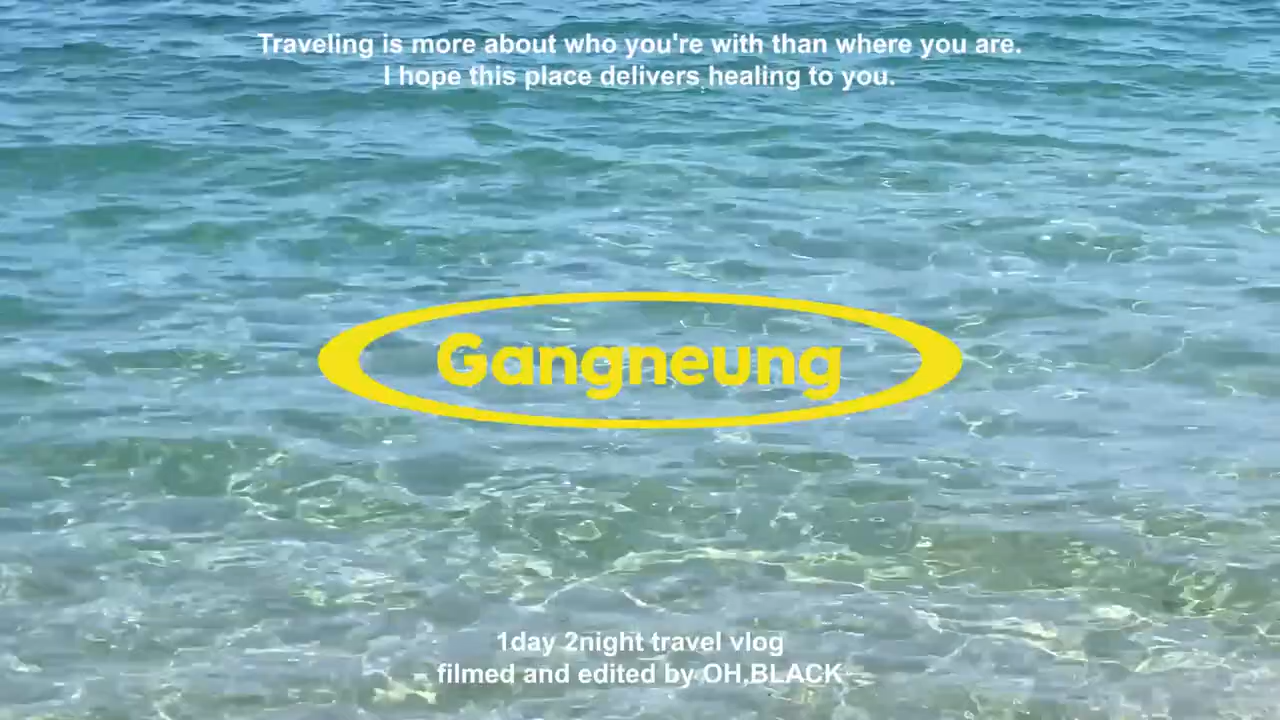 Traveling is more about who you're with than where you are.
I hope this place delivers healing to you.
Gangneung
1day 2night travel vlog
filmed and edited by OH,BLACK